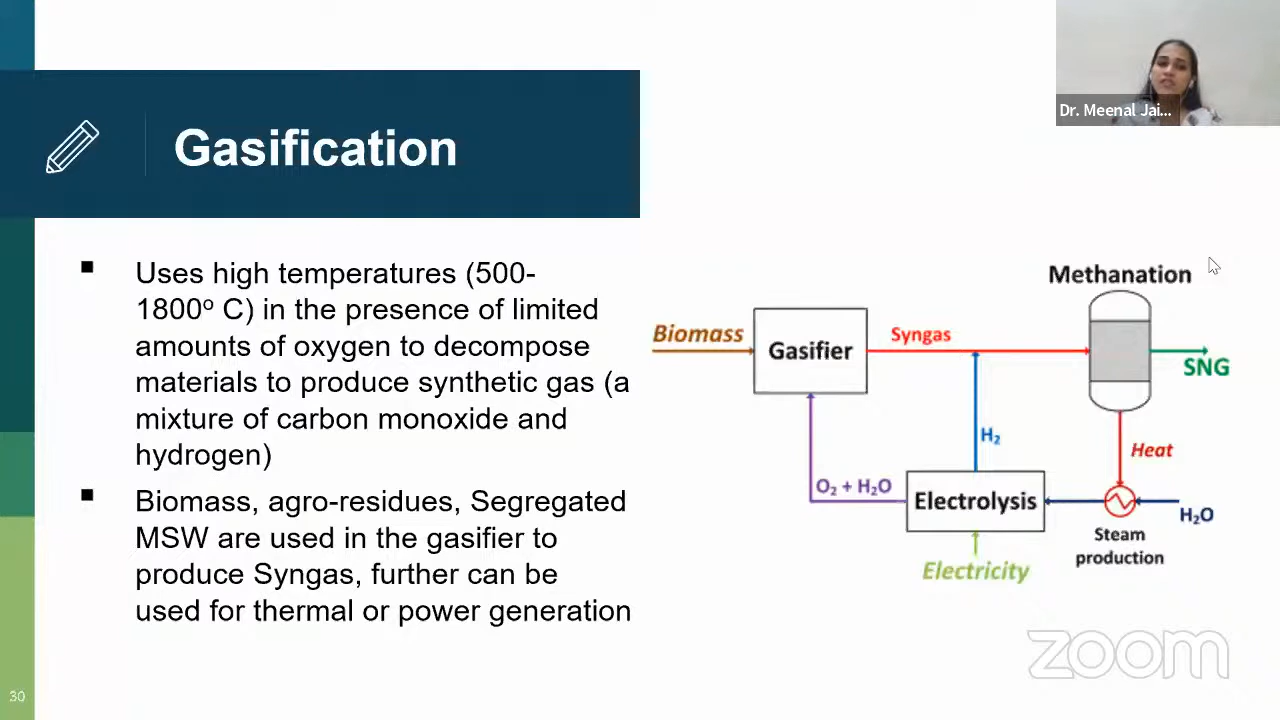 Dr. Meenal Jai...
Gasification
Uses high temperatures (500-
1800º C) in the presence of limited
amounts of oxygen to decompose
materials to produce synthetic gas (a
mixture of carbon monoxide and
hydrogen)
Biomass, agro-residues, Segregated
MSW are used in the gasifier to
produce Syngas, further can be
used for thermal or power generation
Methanation
Biomass
Gasifier
Syngas
SNG
H₂
Heat
O₂ + H₂O
Electrolysis
H₂O
Steam
production
Electricity
zoom
30